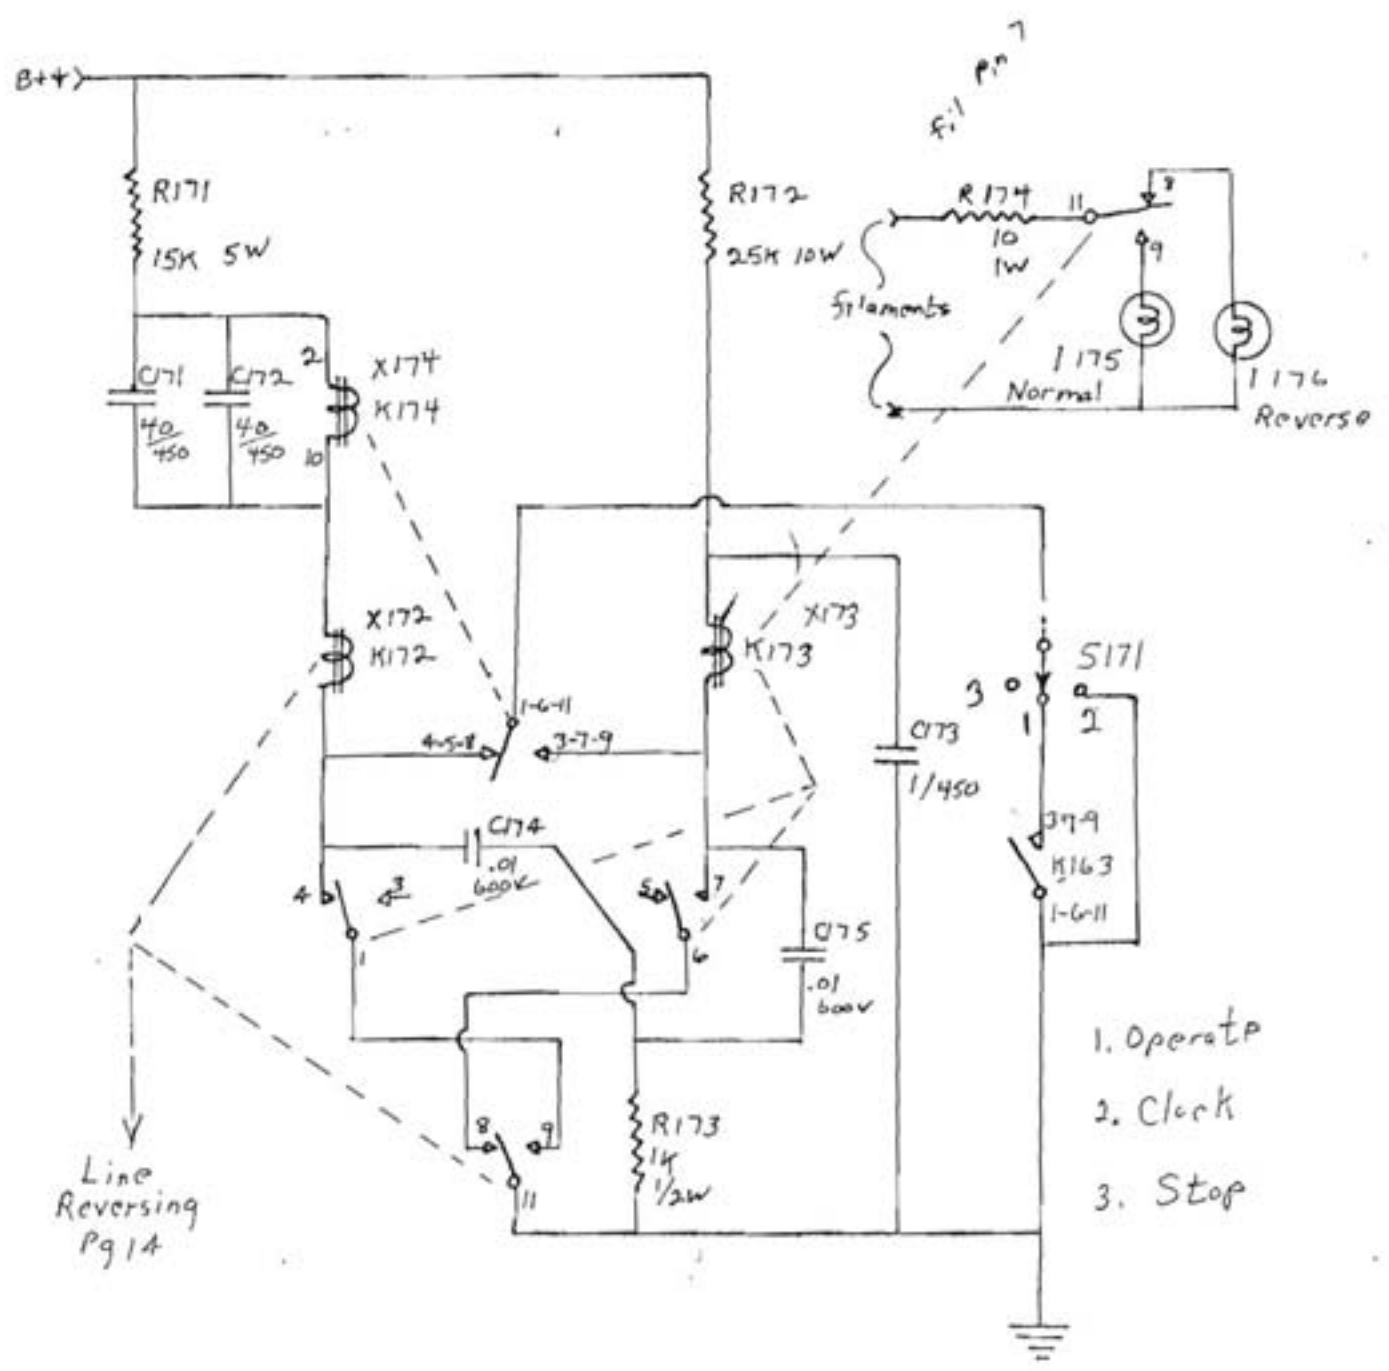 fil pin 7
B+4
R171
15K 5W
R172
25K 10W
R174
10
1W
11
8
9
filaments
I 175
Normal
I 176
Reverse
C171
40/450
C172
40/450
2
10
X174
K174
X172
K172
X173
K173
1-6-11
4-5-8
3-7-9
S171
3
1
2
C173
1/450
3-7-9
K163
1-6-11
C174
.01
600V
4
3
1
5
7
6
C175
.01
600V
8
9
11
R173
1K
1/2W
1. Operate
2. Clock
3. Stop
Line
Reversing
Pg 14